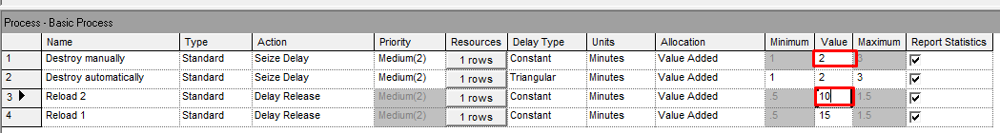 Process - Basic Process
Name Type Action Priority Resources Delay Type Units Allocation Minimum Value Maximum Report Statistics
1 Destroy manually Standard Seize Delay Medium(2) 1 rows Constant Minutes Value Added 1 2 3
2 Destroy automatically Standard Seize Delay Medium(2) 1 rows Triangular Minutes Value Added 1 2 3
3 Reload 2 Standard Delay Release Medium(2) 1 rows Constant Minutes Value Added .5 10 1.5
4 Reload 1 Standard Delay Release Medium(2) 1 rows Constant Minutes Value Added .5 15 1.5